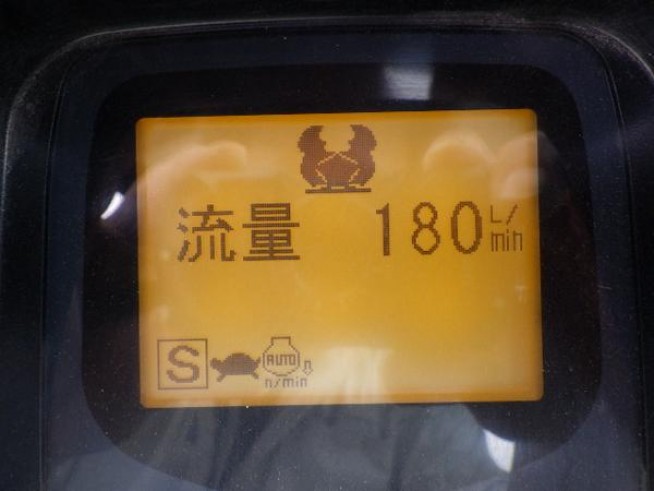 流量 180 L/min
S AUTO n/min